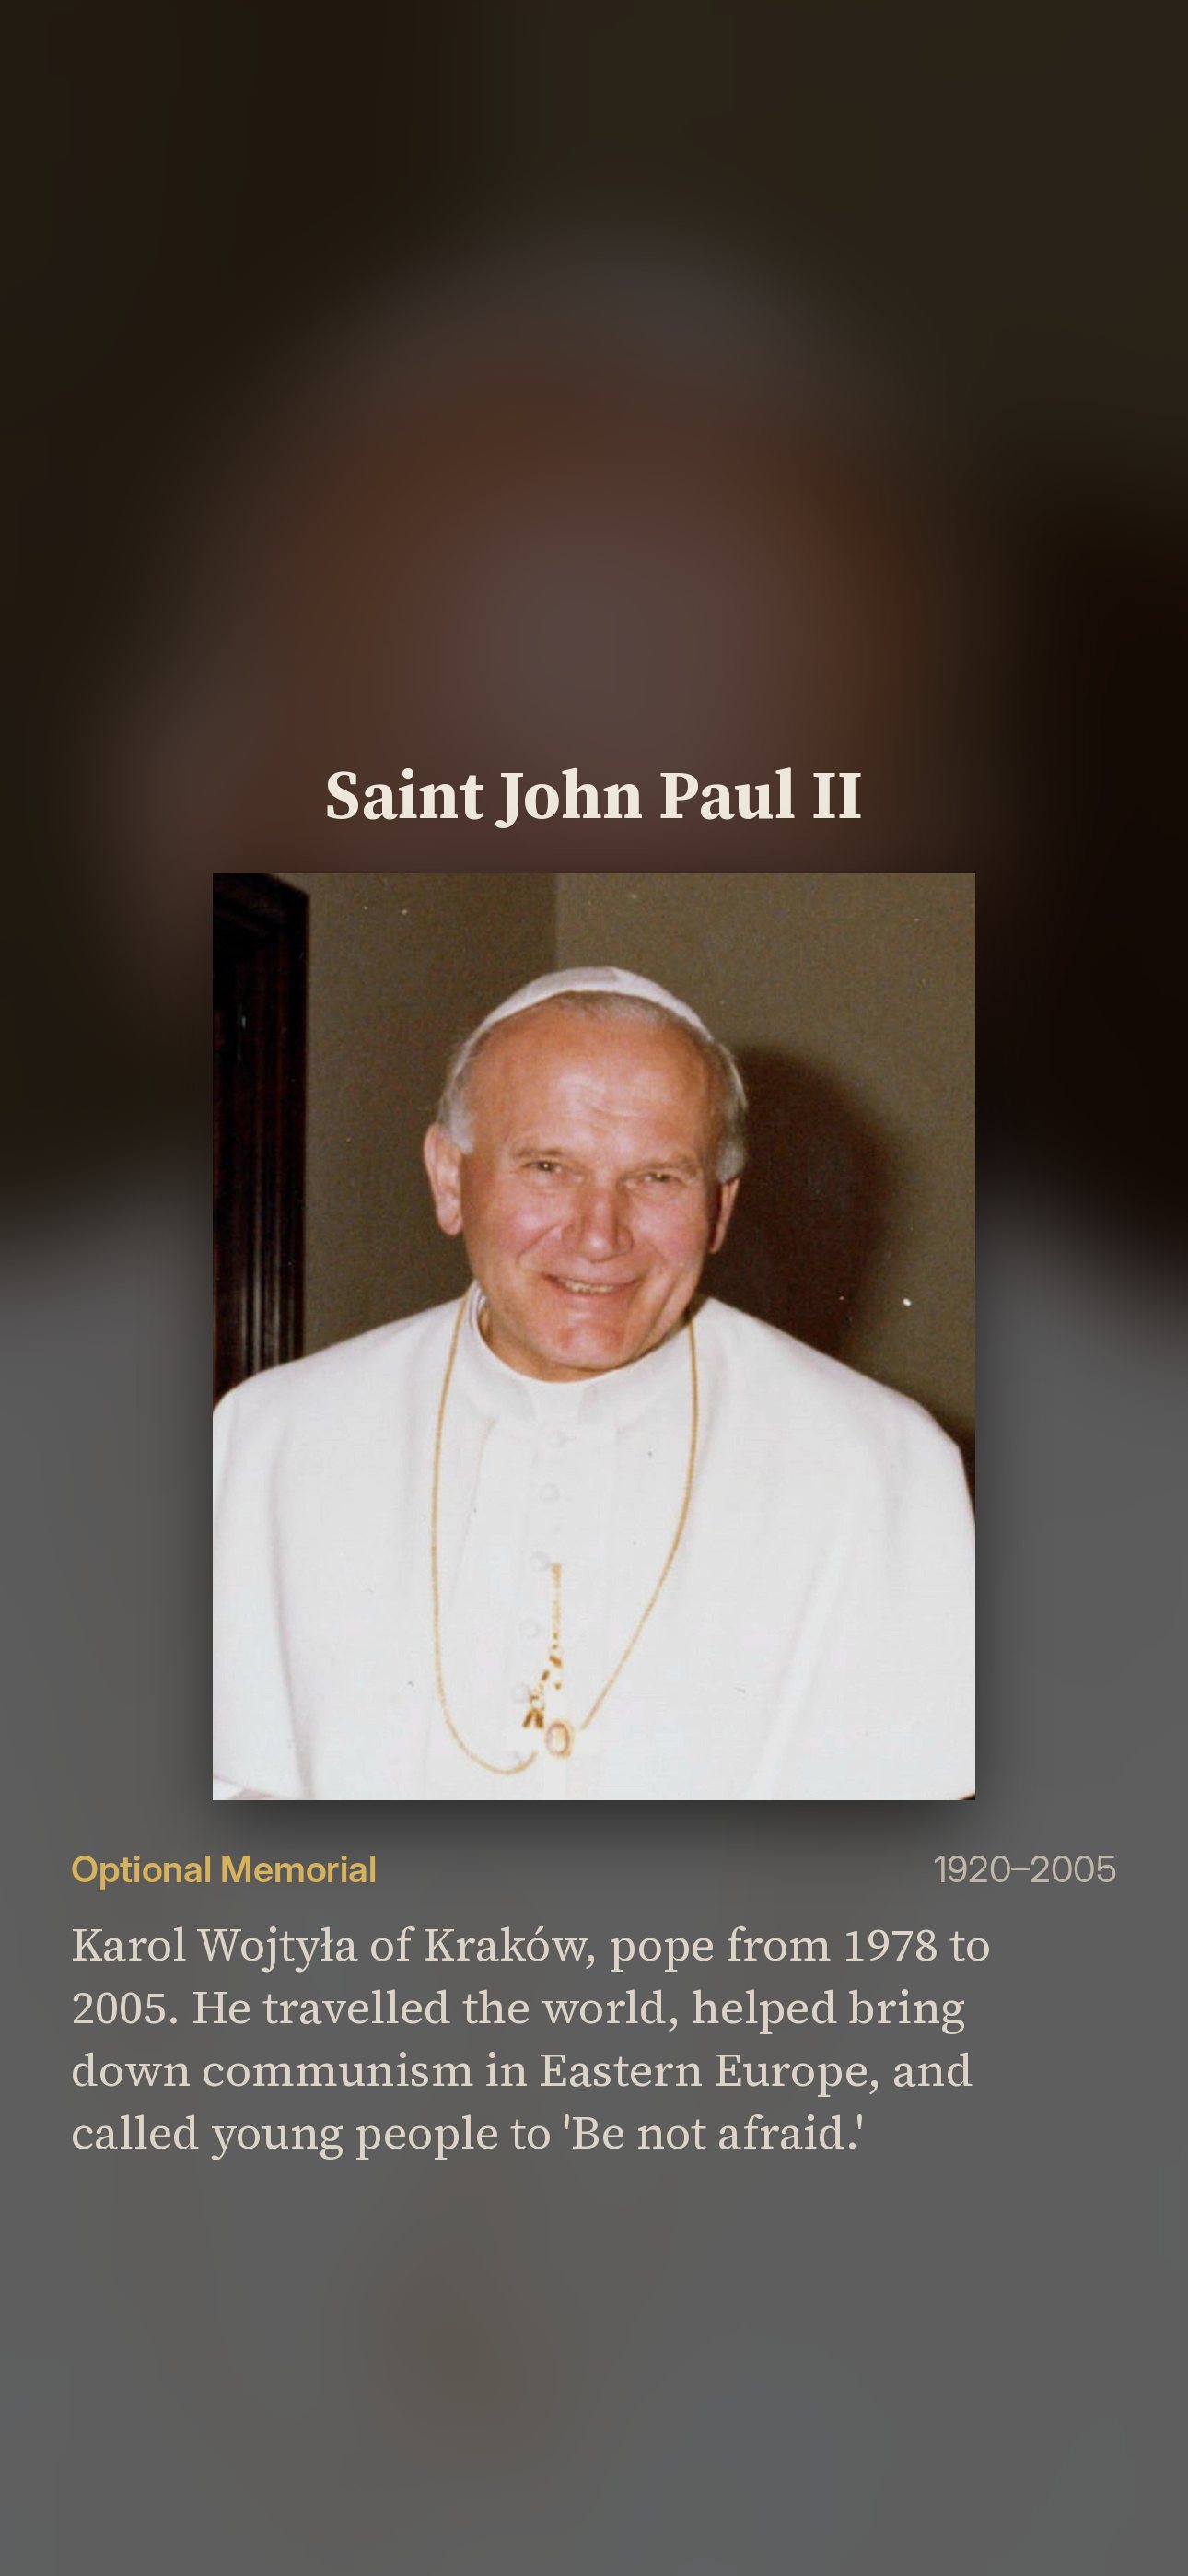 Saint John Paul II
Optional Memorial
1920–2005
Karol Wojtyła of Kraków, pope from 1978 to
2005. He travelled the world, helped bring
down communism in Eastern Europe, and
called young people to 'Be not afraid.'